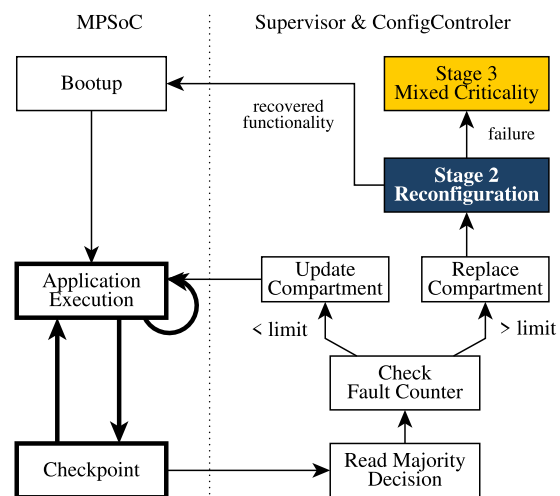 MPSoC
Supervisor & ConfigControler
Bootup
recovered
functionality
Stage 3
Mixed Criticality
failure
Stage 2
Reconfiguration
Application
Execution
Update
Compartment
Replace
Compartment
< limit
> limit
Check
Fault Counter
Checkpoint
Read Majority
Decision